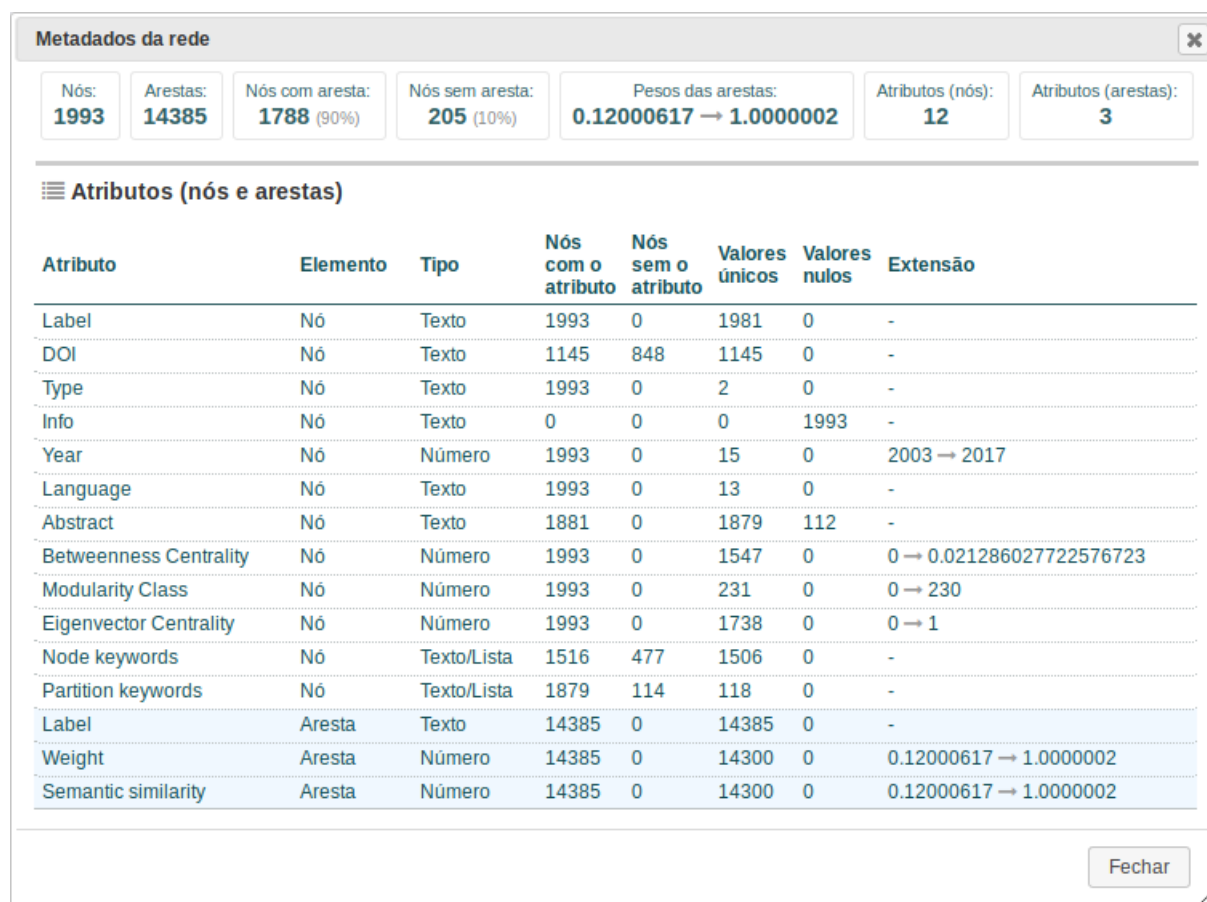 Metadados da rede
Nós: Arestas: Nós com aresta: Nós sem aresta: Pesos das arestas: Atributos (nós): Atributos (arestas):
1993 14385 1788 (90%) 205 (10%) 0.12000617 → 1.0000002 12 3
Atributos (nós e arestas)
Atributo Elemento Tipo Nós com o atributo Nós sem o atributo Valores únicos Valores nulos Extensão
Label Nó Texto 1993 0 1981 0 -
DOI Nó Texto 1145 848 1145 0 -
Type Nó Texto 1993 0 2 0 -
Info Nó Texto 0 0 0 1993 -
Year Nó Número 1993 0 15 0 2003 → 2017
Language Nó Texto 1993 0 13 0 -
Abstract Nó Texto 1881 0 1879 112 -
Betweenness Centrality Nó Número 1993 0 1547 0 0 → 0.021286027722576723
Modularity Class Nó Número 1993 0 231 0 0 → 230
Eigenvector Centrality Nó Número 1993 0 1738 0 0 → 1
Node keywords Nó Texto/Lista 1516 477 1506 0 -
Partition keywords Nó Texto/Lista 1879 114 118 0 -
Label Aresta Texto 14385 0 14385 0 -
Weight Aresta Número 14385 0 14300 0 0.12000617 → 1.0000002
Semantic similarity Aresta Número 14385 0 14300 0 0.12000617 → 1.0000002
Fechar